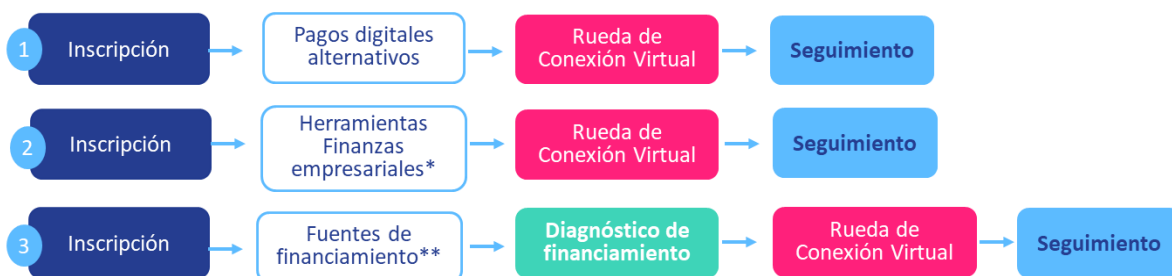 1
Inscripción
Pagos digitales
alternativos
Rueda de
Conexión Virtual
Seguimiento
2
Inscripción
Herramientas
Finanzas
empresariales*
Rueda de
Conexión Virtual
Seguimiento
3
Inscripción
Fuentes de
financiamiento**
Diagnóstico de
financiamiento
Rueda de
Conexión Virtual
Seguimiento